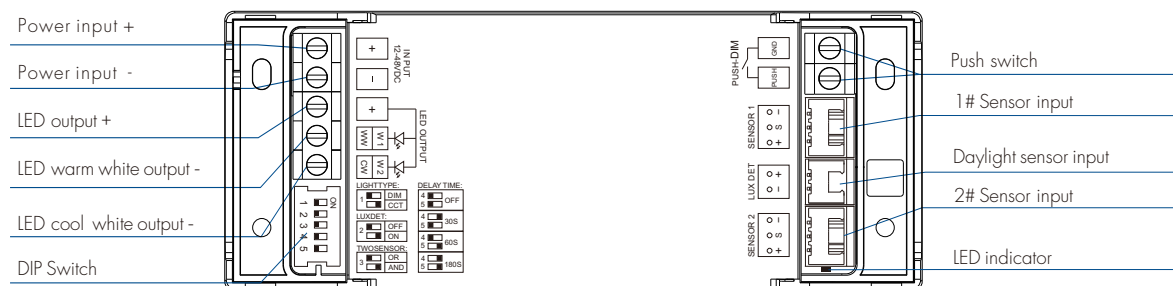 Power input +
Power input -
LED output +
LED warm white output -
LED cool white output -
DIP Switch
+
-
INPUT
12-48VDC
+
WW W1
CW W2
LED OUTPUT
ON
1 2 3 4 5
LIGHTTYPE:
1 DIM
CCT
LUXDET:
2 OFF
ON
TWOSENSOR:
3 OR
AND
DELAY TIME:
4
5 OFF
4
5 30S
4
5 60S
4
5 180S
PUSH-DIM
GND
PUSH
SENSOR 1
- S +
LUX DET
+ -
SENSOR 2
- S +
Push switch
1# Sensor input
Daylight sensor input
2# Sensor input
LED indicator